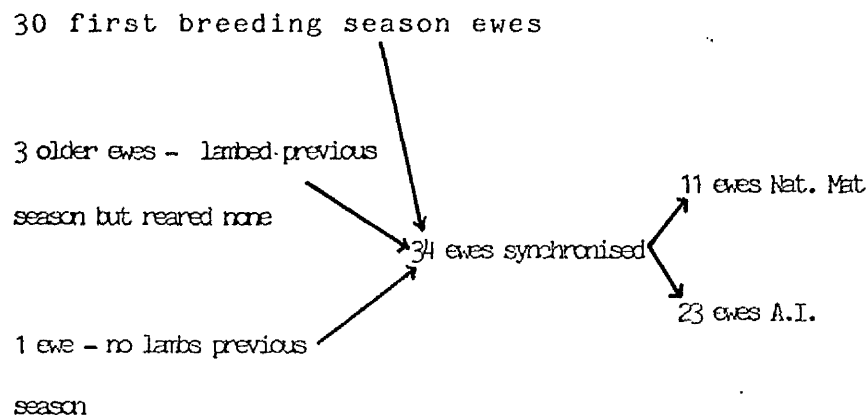 30 first breeding season ewes
3 older ewes - lambed previous
season but reared none
11 ewes Nat. Mat
34 ewes synchronised
23 ewes A.I.
1 ewe - no lambs previous
season